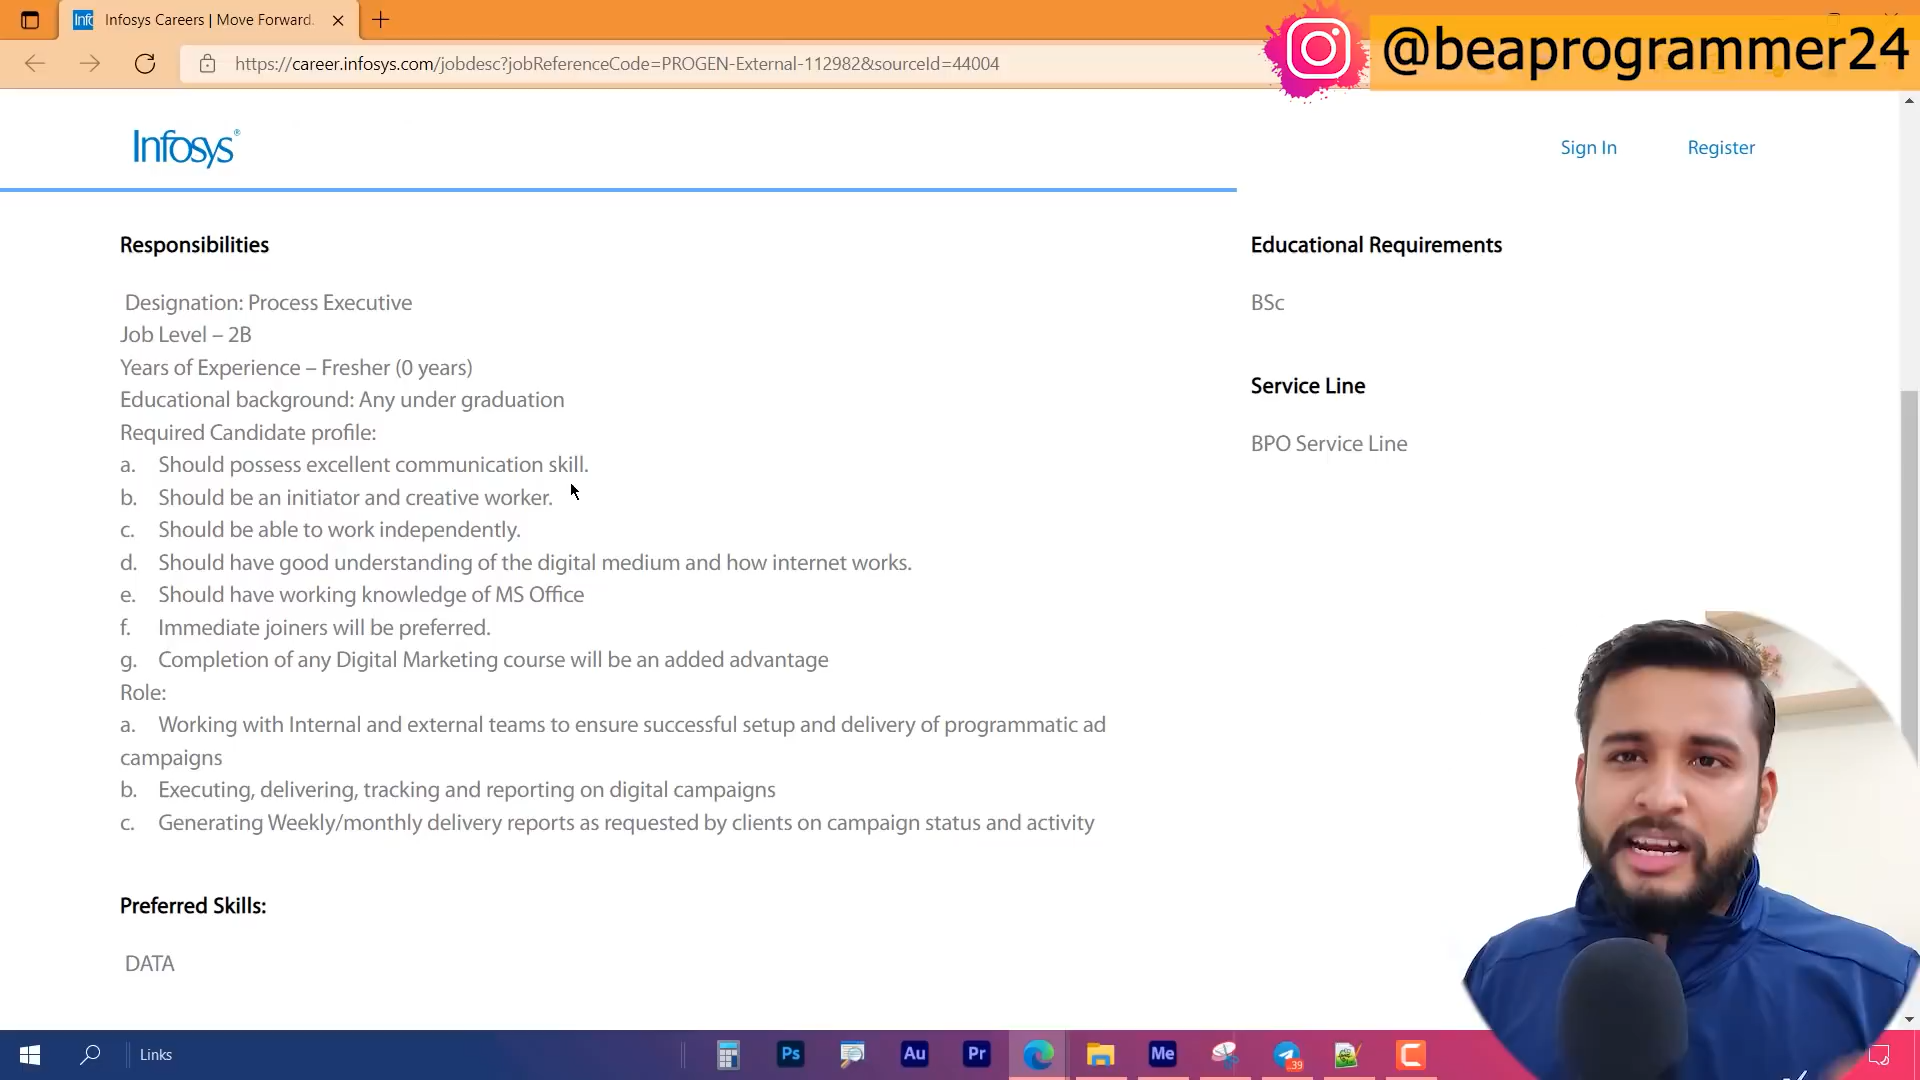 Infosys Careers | Move Forward.
@beaprogrammer24
https://career.infosys.com/jobdesc?jobReferenceCode=PROGEN-External-112982&sourceId=44004
Infosys®
Sign In
Register
Responsibilities
Designation: Process Executive
Job Level – 2B
Years of Experience – Fresher (0 years)
Educational background: Any under graduation
Required Candidate profile:
a. Should possess excellent communication skill.
b. Should be an initiator and creative worker.
c. Should be able to work independently.
d. Should have good understanding of the digital medium and how internet works.
e. Should have working knowledge of MS Office
f. Immediate joiners will be preferred.
g. Completion of any Digital Marketing course will be an added advantage
Role:
a. Working with Internal and external teams to ensure successful setup and delivery of programmatic ad
campaigns
b. Executing, delivering, tracking and reporting on digital campaigns
c. Generating Weekly/monthly delivery reports as requested by clients on campaign status and activity
Preferred Skills:
DATA
Educational Requirements
BSc
Service Line
BPO Service Line
Links
Ps
Au
Pr
Me
39
C